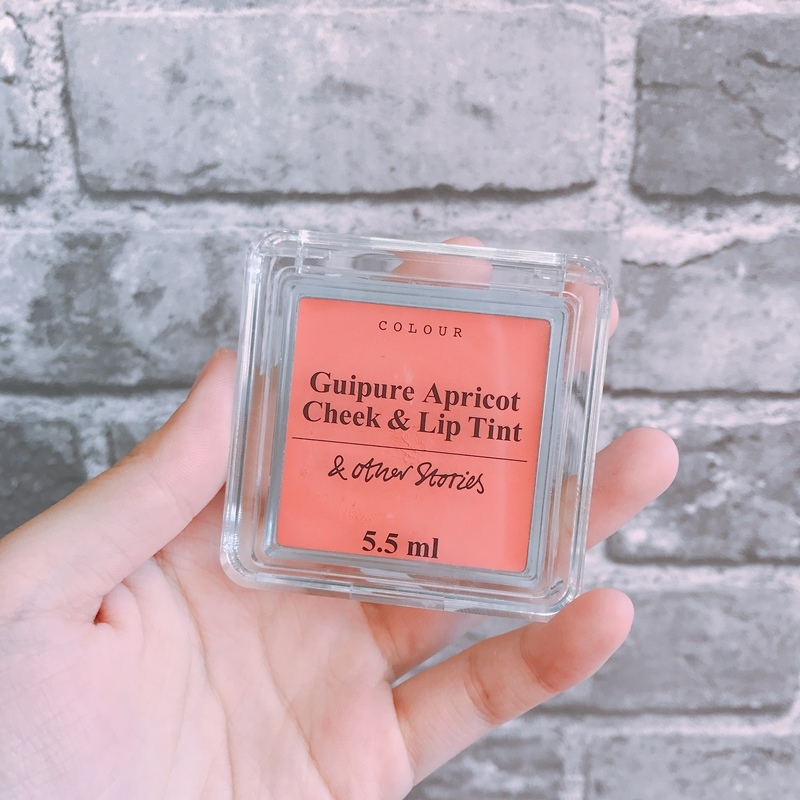 COLOUR
Guipure Apricot
Cheek & Lip Tint
& other Stories
5.5 ml